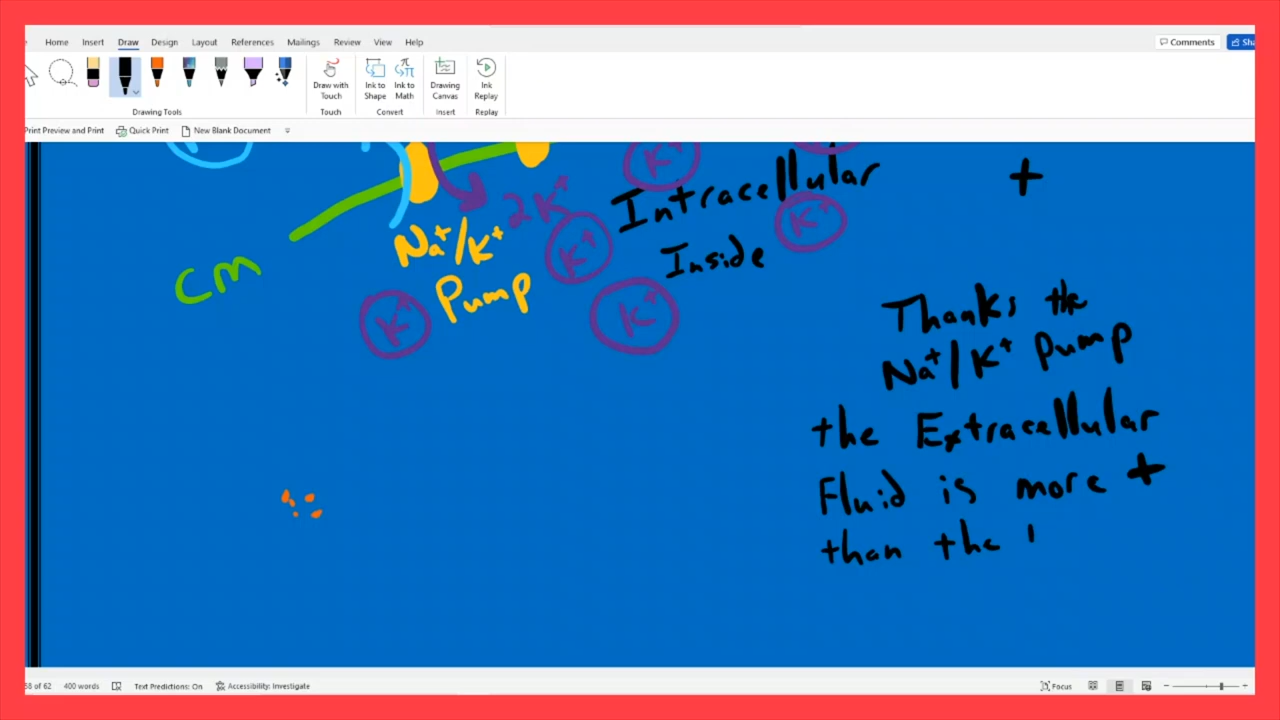 Home Insert Draw Design Layout References Mailings Review View Help
Comments
Draw with Touch
Ink to Shape
Ink to Math
Drawing Canvas
Ink Replay
Drawing Tools Touch Convert Insert Replay
Print Preview and Print Quick Print New Blank Document
K+
Intracellular
+
2K+
K+
Na+/K+
K+
Inside
CM
Pump
K+
K+
Thanks the
Na+/K+ Pump
the Extracellular
Fluid is more +
than the
58 of 62 400 words Text Predictions: On Accessibility: Investigate Focus